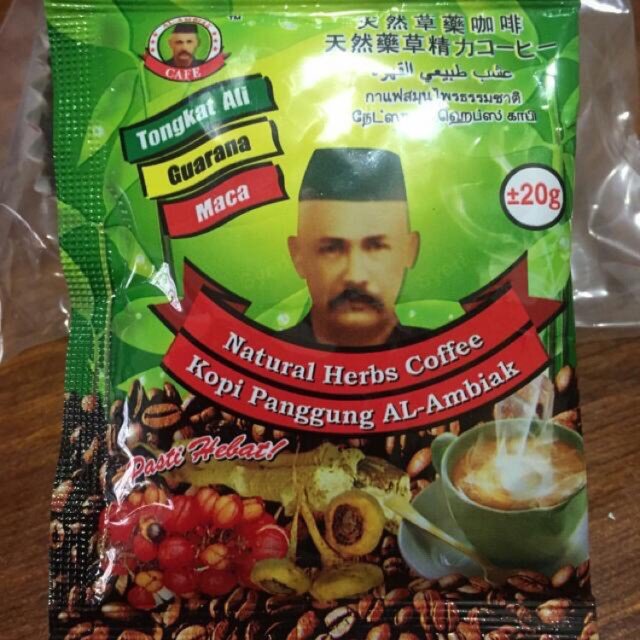 CAFE
™
天然草藥咖啡
天然藥草精力コーヒー
عشب طبيعي القهوة
กาแฟสมุนไพรธรรมชาติ
ஹெர்ப்ஸ் காபி
Tongkat Ali
Guarana
Maca
±20g
Natural Herbs Coffee
Kopi Panggung AL-Ambiak
Pasti Hebat!